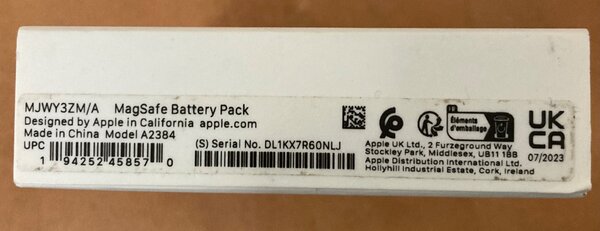 MJWY3ZM/A MagSafe Battery Pack
Designed by Apple in California apple.com
Made in China Model A2384
UPC
1 94252 45857 0
(S) Serial No. DL1KX7R60NLJ
Éléments
d'emballage
Apple UK Ltd., 2 Furzeground Way
Stockley Park, Middlesex, UB11 1BB
Apple Distribution International Ltd.
Hollyhill Industrial Estate, Cork, Ireland
UK
CA
07/2023